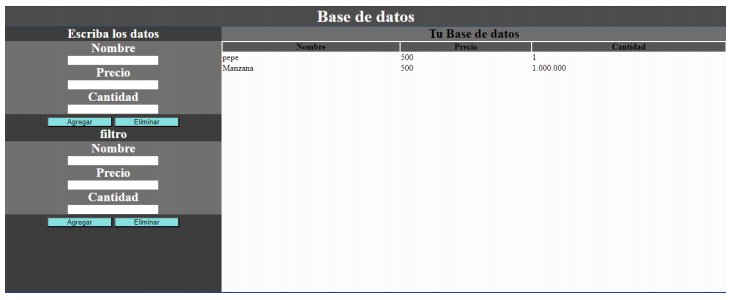 Base de datos
Escriba los datos
Nombre
Precio
Cantidad
Agregar Eliminar
filtro
Nombre
Precio
Cantidad
Agregar Eliminar
Tu Base de datos
Nombre Precio Cantidad
pepe 500 1
Manzana 500 1.000.000